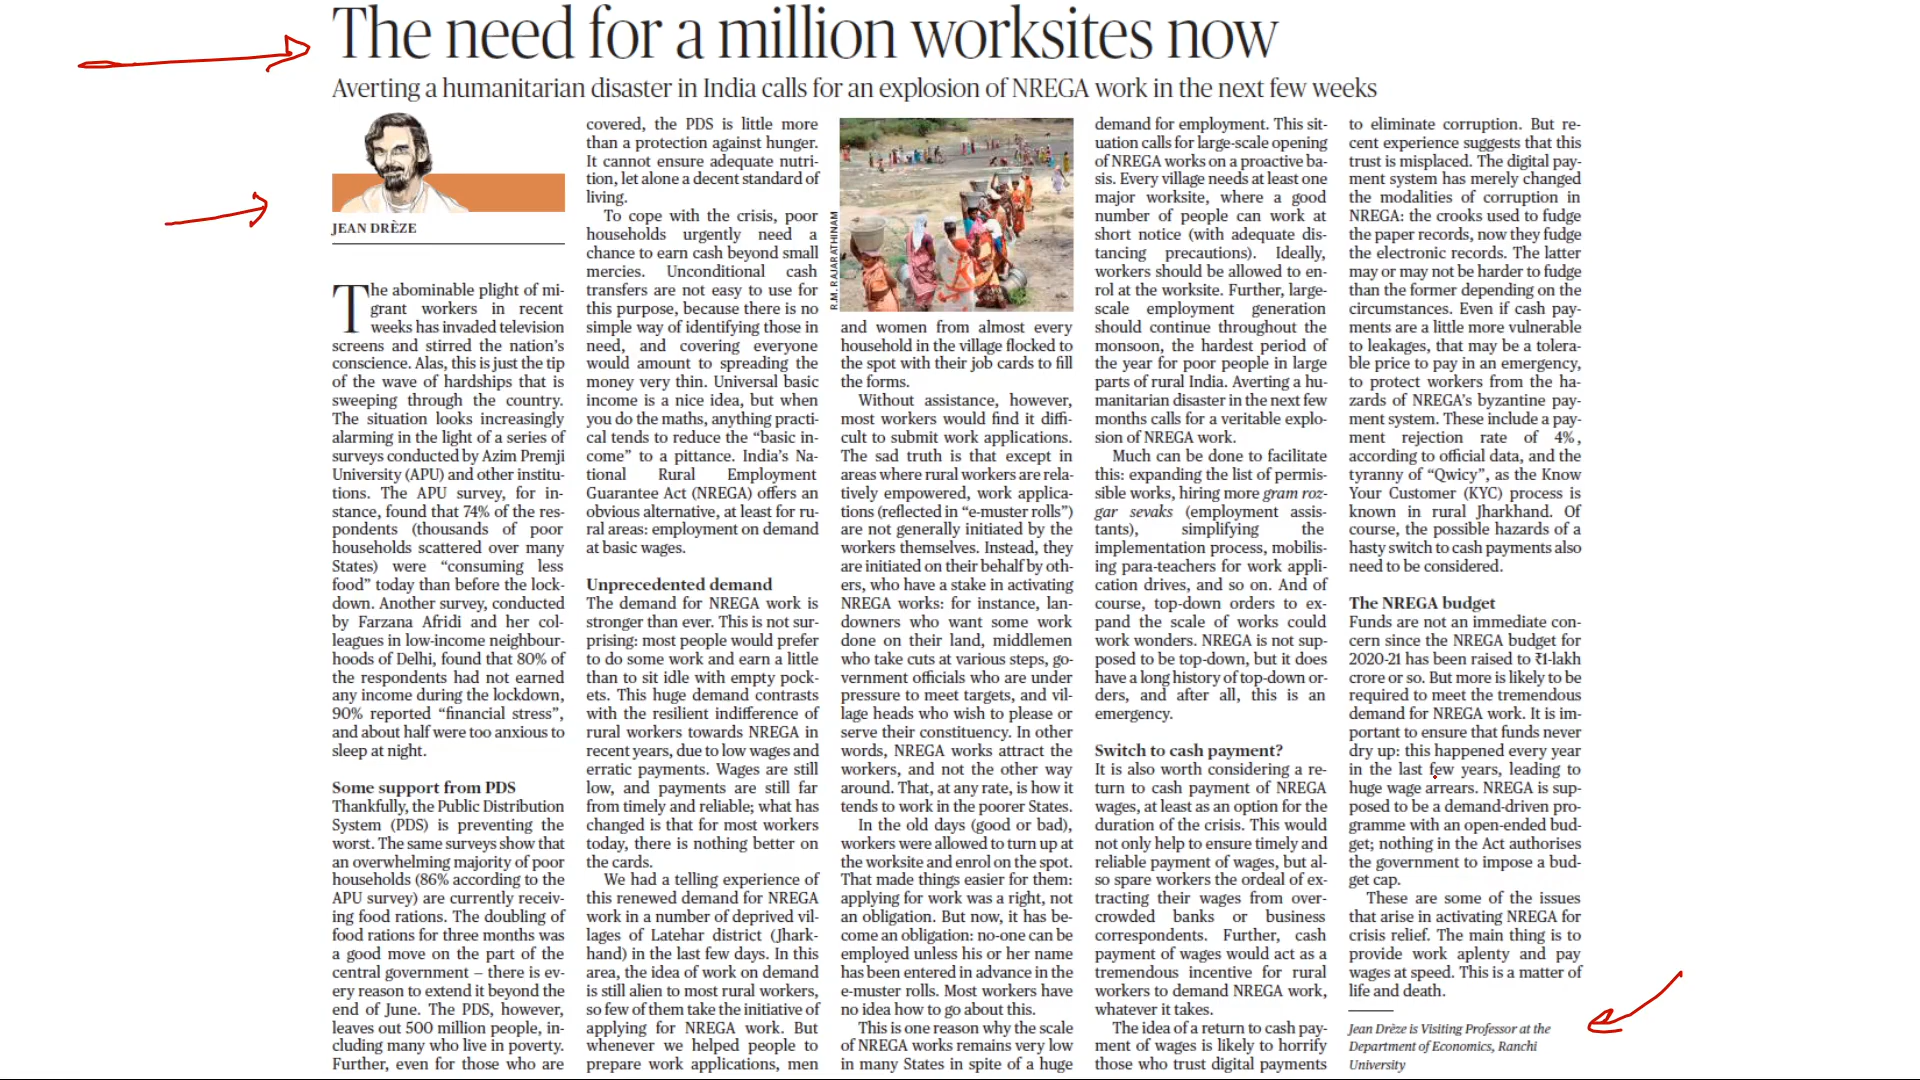 The need for a million worksites now
Averting a humanitarian disaster in India calls for an explosion of NREGA work in the next few weeks
JEAN DRÈZE
The abominable plight of mi-
grant workers in recent
weeks has invaded television
screens and stirred the nation's
conscience. Alas, this is just the tip
of the wave of hardships that is
sweeping through the country.
The situation looks increasingly
alarming in the light of a series of
surveys conducted by Azim Premji
University (APU) and other institu-
tions. The APU survey, for in-
stance, found that 74% of the res-
pondents (thousands of poor
households scattered over many
States) were “consuming less
food” today than before the lock-
down. Another survey, conducted
by Farzana Afridi and her col-
leagues in low-income neighbour-
hoods of Delhi, found that 80% of
the respondents had not earned
any income during the lockdown,
90% reported “financial stress”,
and about half were too anxious to
sleep at night.
Some support from PDS
Thankfully, the Public Distribution
System (PDS) is preventing the
worst. The same surveys show that
an overwhelming majority of poor
households (86% according to the
APU survey) are currently receiv-
ing food rations. The doubling of
food rations for three months was
a good move on the part of the
central government – there is ev-
ery reason to extend it beyond the
end of June. The PDS, however,
leaves out 500 million people, in-
cluding many who live in poverty.
Further, even for those who are
covered, the PDS is little more
than a protection against hunger.
It cannot ensure adequate nutri-
tion, let alone a decent standard of
living.
To cope with the crisis, poor
households urgently need a
chance to earn cash beyond small
mercies. Unconditional cash
transfers are not easy to use for
this purpose, because there is no
simple way of identifying those in
need, and covering everyone
would amount to spreading the
money very thin. Universal basic
income is a nice idea, but when
you do the maths, anything practi-
cal tends to reduce the “basic in-
come” to a pittance. India's Na-
tional Rural Employment
Guarantee Act (NREGA) offers an
obvious alternative, at least for ru-
ral areas: employment on demand
at basic wages.
Unprecedented demand
The demand for NREGA work is
stronger than ever. This is not sur-
prising: most people would prefer
to do some work and earn a little
than to sit idle with empty pock-
ets. This huge demand contrasts
with the resilient indifference of
rural workers towards NREGA in
recent years, due to low wages and
erratic payments. Wages are still
low, and payments are still far
from timely and reliable; what has
changed is that for most workers
today, there is nothing better on
the cards.
We had a telling experience of
this renewed demand for NREGA
work in a number of deprived vil-
lages of Latehar district (Jhark-
hand) in the last few days. In this
area, the idea of work on demand
is still alien to most rural workers,
so few of them take the initiative of
applying for NREGA work. But
whenever we helped people to
prepare work applications, men
R.M. RAJARATHINAM
and women from almost every
household in the village flocked to
the spot with their job cards to fill
the forms.
Without assistance, however,
most workers would find it diffi-
cult to submit work applications.
The sad truth is that except in
areas where rural workers are rela-
tively empowered, work applica-
tions (reflected in “e-muster rolls”)
are not generally initiated by the
workers themselves. Instead, they
are initiated on their behalf by oth-
ers, who have a stake in activating
NREGA works: for instance, lan-
downers who want some work
done on their land, middlemen
who take cuts at various steps, go-
vernment officials who are under
pressure to meet targets, and vil-
lage heads who wish to please or
serve their constituency. In other
words, NREGA works attract the
workers, and not the other way
around. That, at any rate, is how it
tends to work in the poorer States.
In the old days (good or bad),
workers were allowed to turn up at
the worksite and enrol on the spot.
That made things easier for them:
applying for work was a right, not
an obligation. But now, it has be-
come an obligation: no-one can be
employed unless his or her name
has been entered in advance in the
e-muster rolls. Most workers have
no idea how to go about this.
This is one reason why the scale
of NREGA works remains very low
in many States in spite of a huge
demand for employment. This sit-
uation calls for large-scale opening
of NREGA works on a proactive ba-
sis. Every village needs at least one
major worksite, where a good
number of people can work at
short notice (with adequate dis-
tancing precautions). Ideally,
workers should be allowed to en-
rol at the worksite. Further, large-
scale employment generation
should continue throughout the
monsoon, the hardest period of
the year for poor people in large
parts of rural India. Averting a hu-
manitarian disaster in the next few
months calls for a veritable explo-
sion of NREGA work.
Much can be done to facilitate
this: expanding the list of permis-
sible works, hiring more gram roz-
gar sevaks (employment assis-
tants), simplifying the
implementation process, mobilis-
ing para-teachers for work appli-
cation drives, and so on. And of
course, top-down orders to ex-
pand the scale of works could
work wonders. NREGA is not sup-
posed to be top-down, but it does
have a long history of top-down or-
ders, and after all, this is an
emergency.
Switch to cash payment?
It is also worth considering a re-
turn to cash payment of NREGA
wages, at least as an option for the
duration of the crisis. This would
not only help to ensure timely and
reliable payment of wages, but al-
so spare workers the ordeal of ex-
tracting their wages from over-
crowded banks or business
correspondents. Further, cash
payment of wages would act as a
tremendous incentive for rural
workers to demand NREGA work,
whatever it takes.
The idea of a return to cash pay-
ment of wages is likely to horrify
those who trust digital payments
to eliminate corruption. But re-
cent experience suggests that this
trust is misplaced. The digital pay-
ment system has merely changed
the modalities of corruption in
NREGA: the crooks used to fudge
the paper records, now they fudge
the electronic records. The latter
may or may not be harder to fudge
than the former depending on the
circumstances. Even if cash pay-
ments are a little more vulnerable
to leakages, that may be a tolera-
ble price to pay in an emergency,
to protect workers from the ha-
zards of NREGA's byzantine pay-
ment system. These include a pay-
ment rejection rate of 4%,
according to official data, and the
tyranny of “Qwicy”, as the Know
Your Customer (KYC) process is
known in rural Jharkhand. Of
course, the possible hazards of a
hasty switch to cash payments also
need to be considered.
The NREGA budget
Funds are not an immediate con-
cern since the NREGA budget for
2020-21 has been raised to ₹1-lakh
crore or so. But more is likely to be
required to meet the tremendous
demand for NREGA work. It is im-
portant to ensure that funds never
dry up: this happened every year
in the last few years, leading to
huge wage arrears. NREGA is sup-
posed to be a demand-driven pro-
gramme with an open-ended bud-
get; nothing in the Act authorises
the government to impose a bud-
get cap.
These are some of the issues
that arise in activating NREGA for
crisis relief. The main thing is to
provide work aplenty and pay
wages at speed. This is a matter of
life and death.
Jean Drèze is Visiting Professor at the
Department of Economics, Ranchi
University